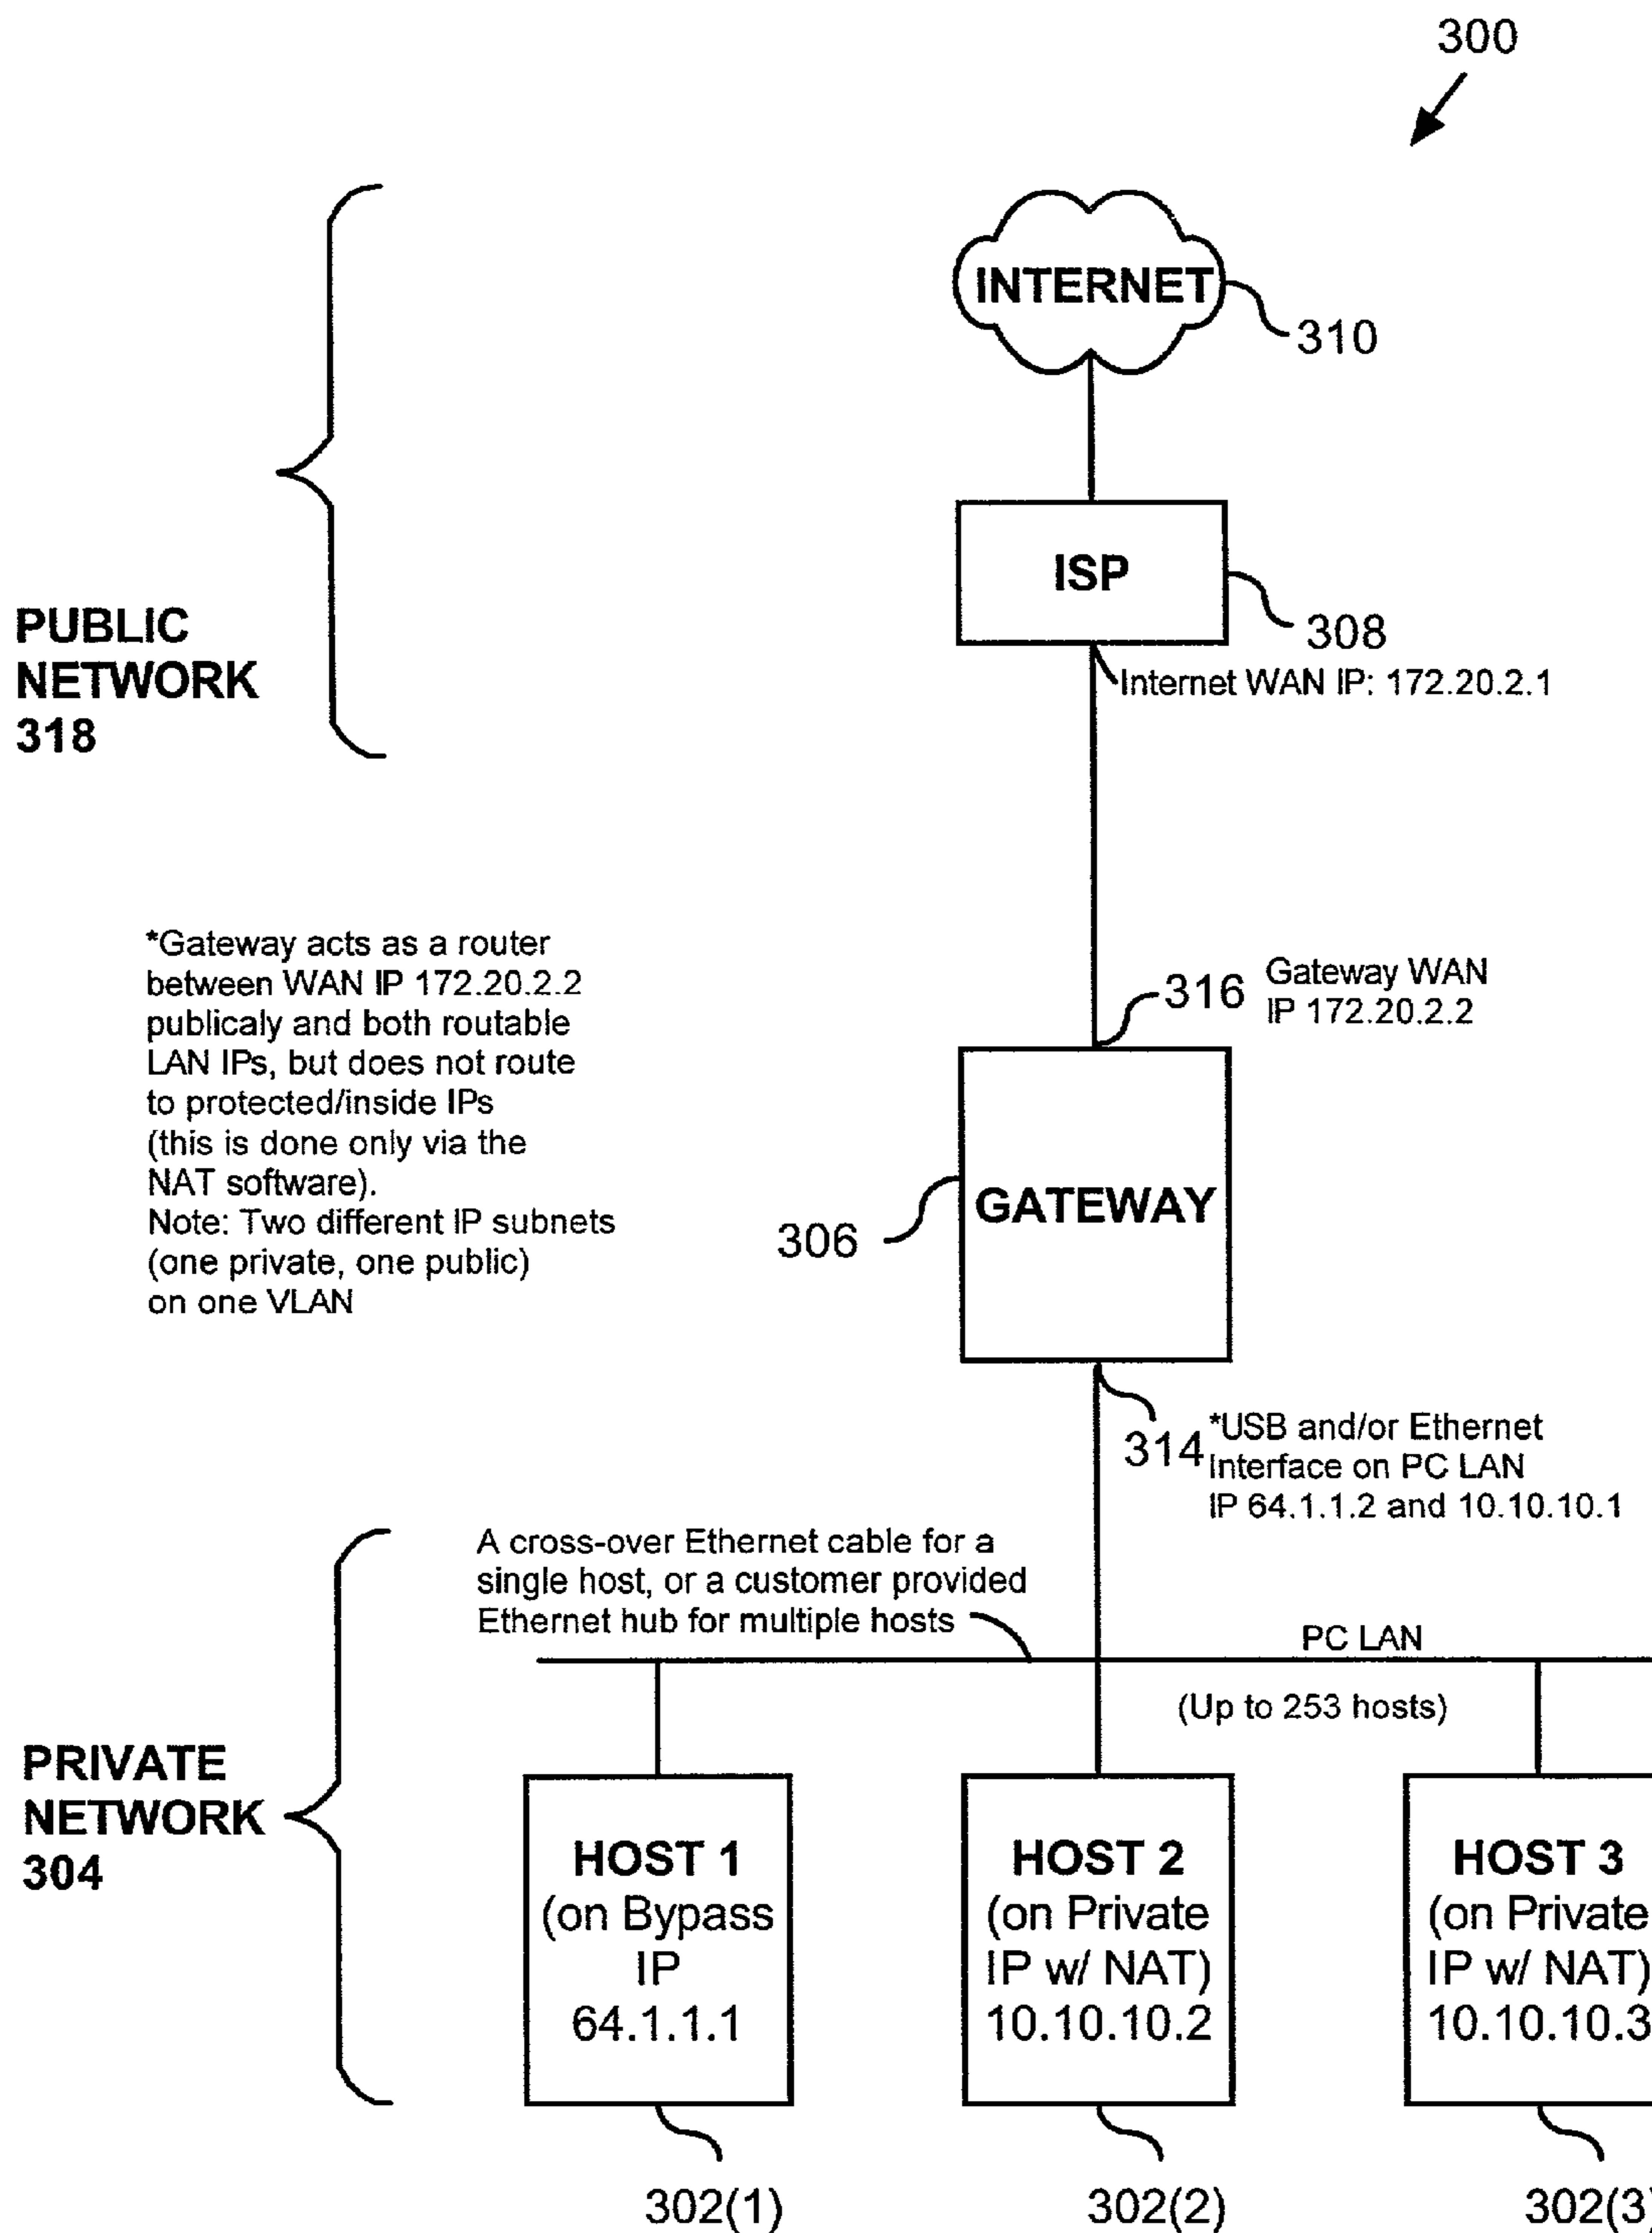 300
INTERNET
310
ISP
308
Internet WAN IP: 172.20.2.1
PUBLIC
NETWORK
318
*Gateway acts as a router
between WAN IP 172.20.2.2
publicaly and both routable
LAN IPs, but does not route
to protected/inside IPs
(this is done only via the
NAT software).
Note: Two different IP subnets
(one private, one public)
on one VLAN
316
Gateway WAN
IP 172.20.2.2
GATEWAY
306
314
*USB and/or Ethernet
Interface on PC LAN
IP 64.1.1.2 and 10.10.10.1
A cross-over Ethernet cable for a
single host, or a customer provided
Ethernet hub for multiple hosts
PC LAN
(Up to 253 hosts)
PRIVATE
NETWORK
304
HOST 1
(on Bypass
IP
64.1.1.1
HOST 2
(on Private
IP w/ NAT)
10.10.10.2
HOST 3
(on Private
IP w/ NAT)
10.10.10.3
302(1)
302(2)
302(3)